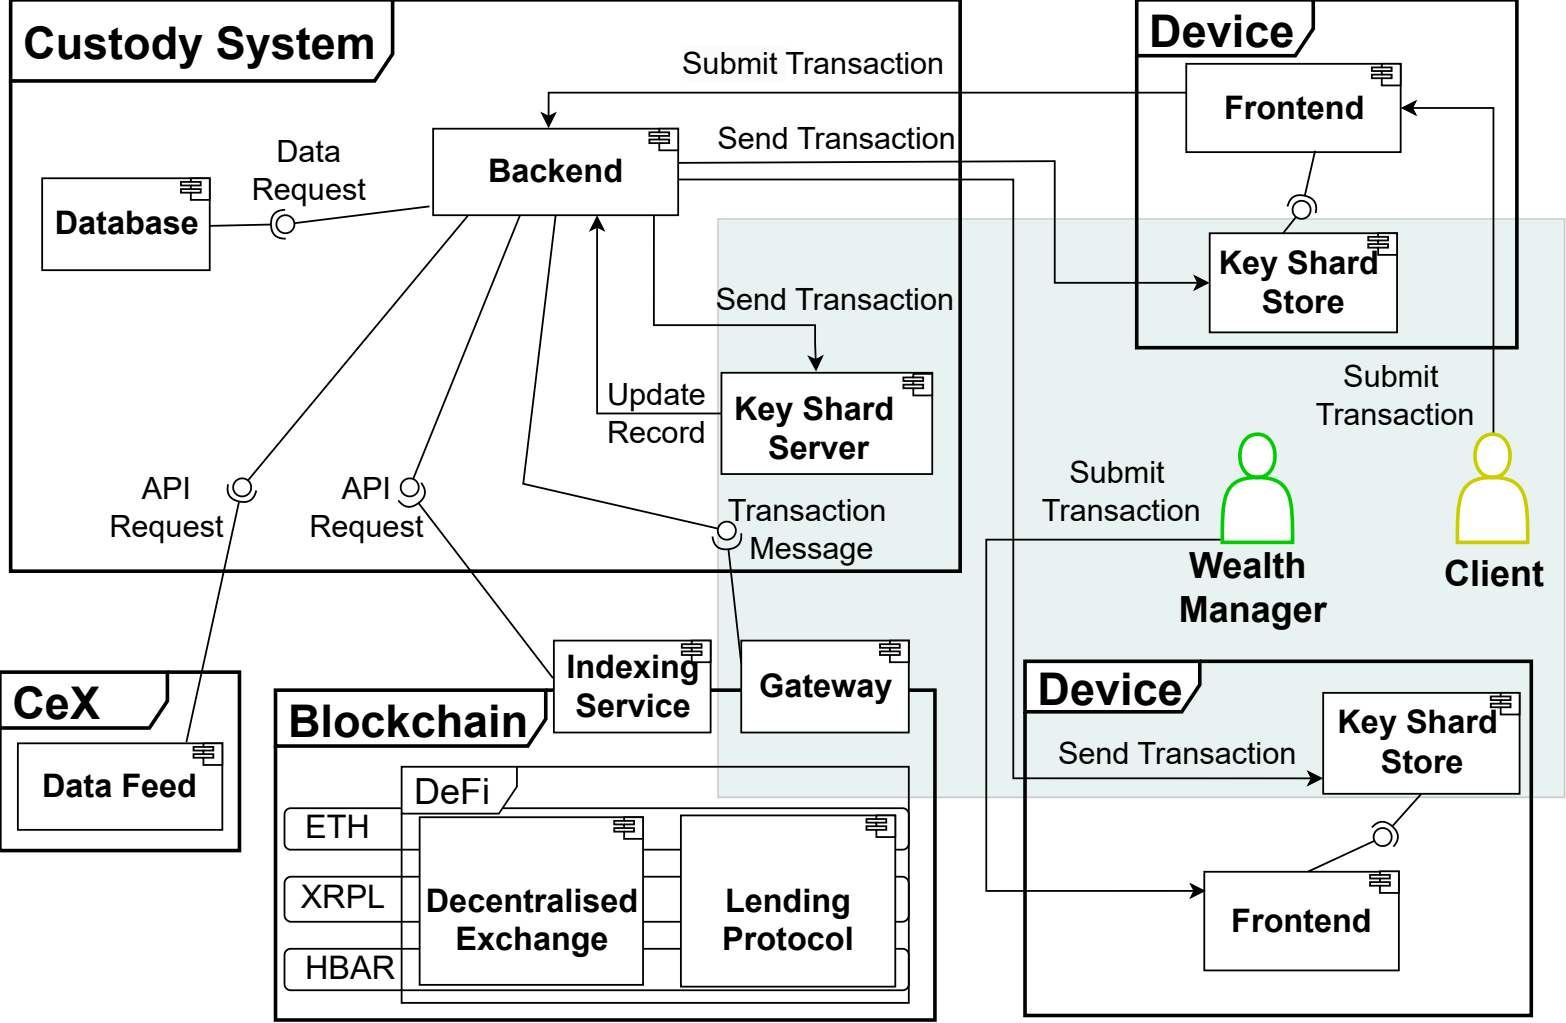 Custody System
Device
Submit Transaction
Frontend
Send Transaction
Data
Request
Backend
Database
Key Shard
Store
Send Transaction
Submit
Transaction
Update
Record
Key Shard
Server
API
Request
API
Request
Transaction
Message
Submit
Transaction
Wealth
Manager
Client
CeX
Data Feed
Blockchain
Indexing
Service
Gateway
Device
Key Shard
Store
Send Transaction
DeFi
ETH
XRPL
HBAR
Decentralised
Exchange
Lending
Protocol
Frontend